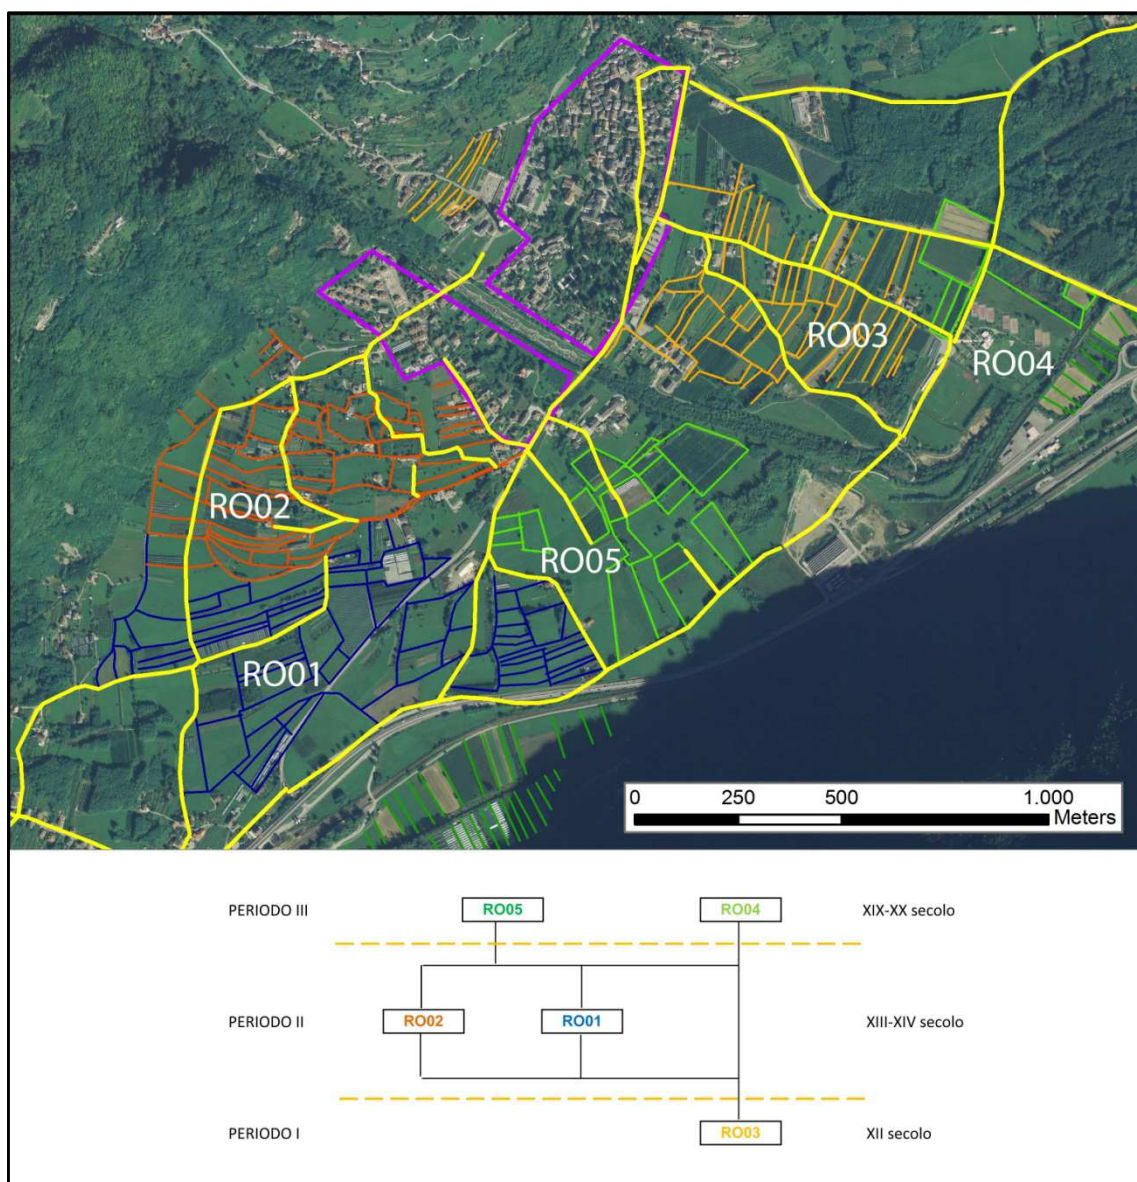 RO03
RO04
RO02
RO05
RO01
0 250 500 1.000
Meters
PERIODO III RO05 RO04 XIX-XX secolo
PERIODO II RO02 RO01 XIII-XIV secolo
PERIODO I RO03 XII secolo